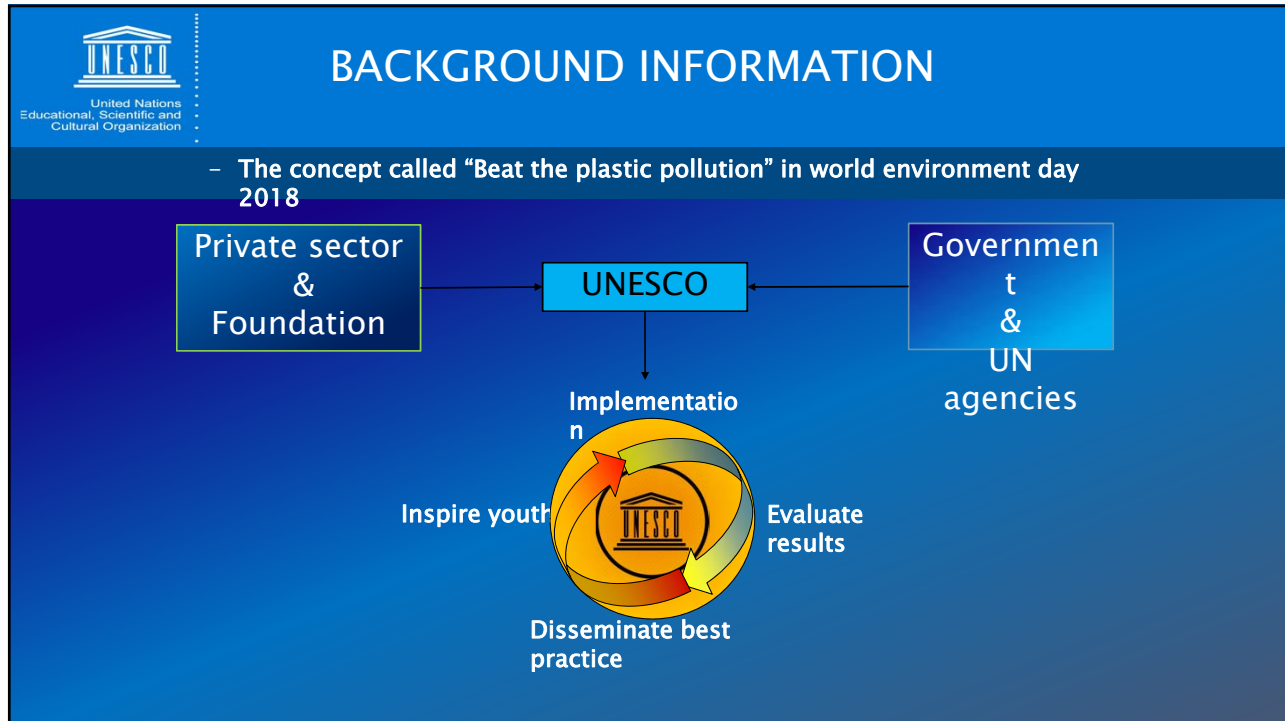 UNESCO
United Nations
Educational, Scientific and
Cultural Organization
BACKGROUND INFORMATION
– The concept called “Beat the plastic pollution” in world environment day
2018
Private sector
&
Foundation
UNESCO
Governmen
t
&
UN
agencies
Implementatio
n
Inspire youth
UNESCO
Evaluate
results
Disseminate best
practice